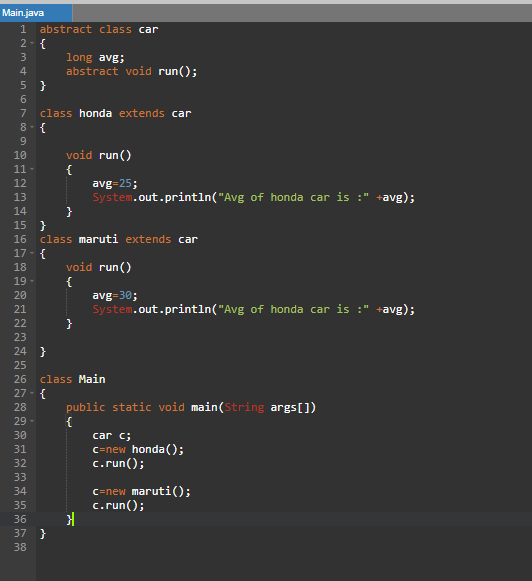 Main.java
1 abstract class car
2 {
3     long avg;
4     abstract void run();
5 }
6
7 class honda extends car
8 {
9
10     void run()
11     {
12         avg=25;
13         System.out.println("Avg of honda car is :" +avg);
14     }
15 }
16 class maruti extends car
17 {
18     void run()
19     {
20         avg=30;
21         System.out.println("Avg of honda car is :" +avg);
22     }
23
24 }
25
26 class Main
27 {
28     public static void main(String args[])
29     {
30         car c;
31         c=new honda();
32         c.run();
33
34         c=new maruti();
35         c.run();
36     }
37 }
38